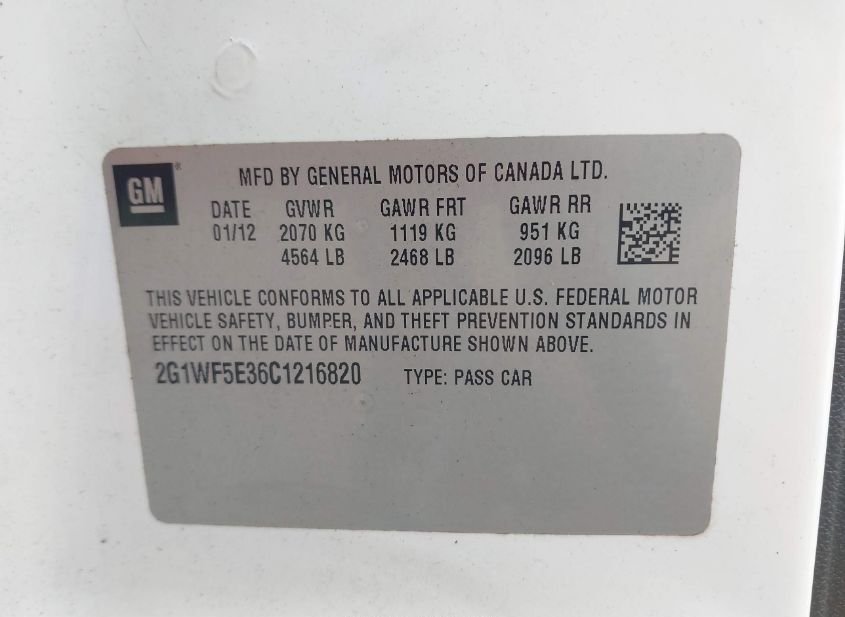 GM
MFD BY GENERAL MOTORS OF CANADA LTD.
DATE GVWR GAWR FRT GAWR RR
01/12 2070 KG 1119 KG 951 KG
4564 LB 2468 LB 2096 LB
THIS VEHICLE CONFORMS TO ALL APPLICABLE U.S. FEDERAL MOTOR
VEHICLE SAFETY, BUMPER, AND THEFT PREVENTION STANDARDS IN
EFFECT ON THE DATE OF MANUFACTURE SHOWN ABOVE.
2G1WF5E36C1216820 TYPE: PASS CAR